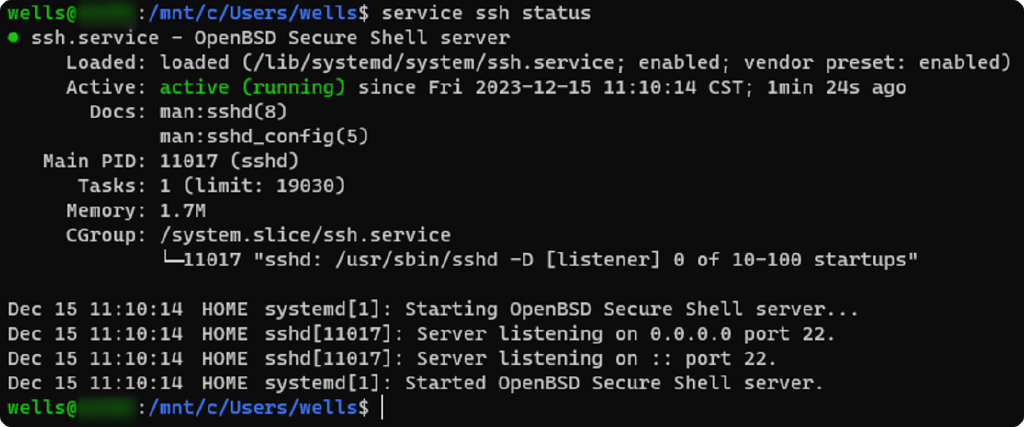 wells@ :/mnt/c/Users/wells$ service ssh status
● ssh.service - OpenBSD Secure Shell server
Loaded: loaded (/lib/systemd/system/ssh.service; enabled; vendor preset: enabled)
Active: active (running) since Fri 2023-12-15 11:10:14 CST; 1min 24s ago
Docs: man:sshd(8)
man:sshd_config(5)
Main PID: 11017 (sshd)
Tasks: 1 (limit: 19030)
Memory: 1.7M
CGroup: /system.slice/ssh.service
└─11017 "sshd: /usr/sbin/sshd -D [listener] 0 of 10-100 startups"
Dec 15 11:10:14 HOME systemd[1]: Starting OpenBSD Secure Shell server...
Dec 15 11:10:14 HOME sshd[11017]: Server listening on 0.0.0.0 port 22.
Dec 15 11:10:14 HOME sshd[11017]: Server listening on :: port 22.
Dec 15 11:10:14 HOME systemd[1]: Started OpenBSD Secure Shell server.
wells@ :/mnt/c/Users/wells$